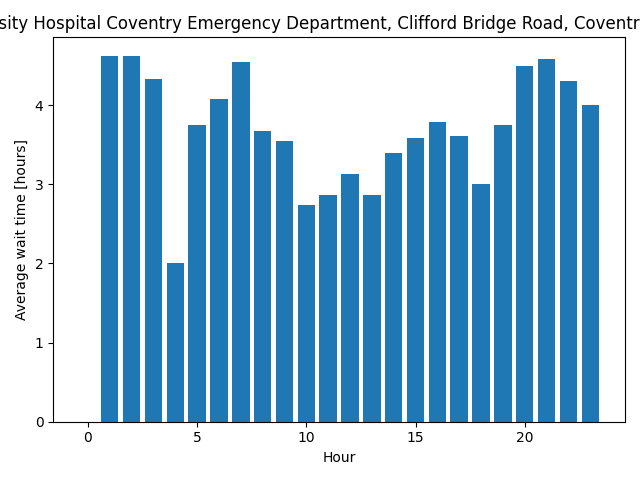 sity Hospital Coventry Emergency Department, Clifford Bridge Road, Coventr
Average wait time [hours]
4
3
2
1
0
0 5 10 15 20
Hour